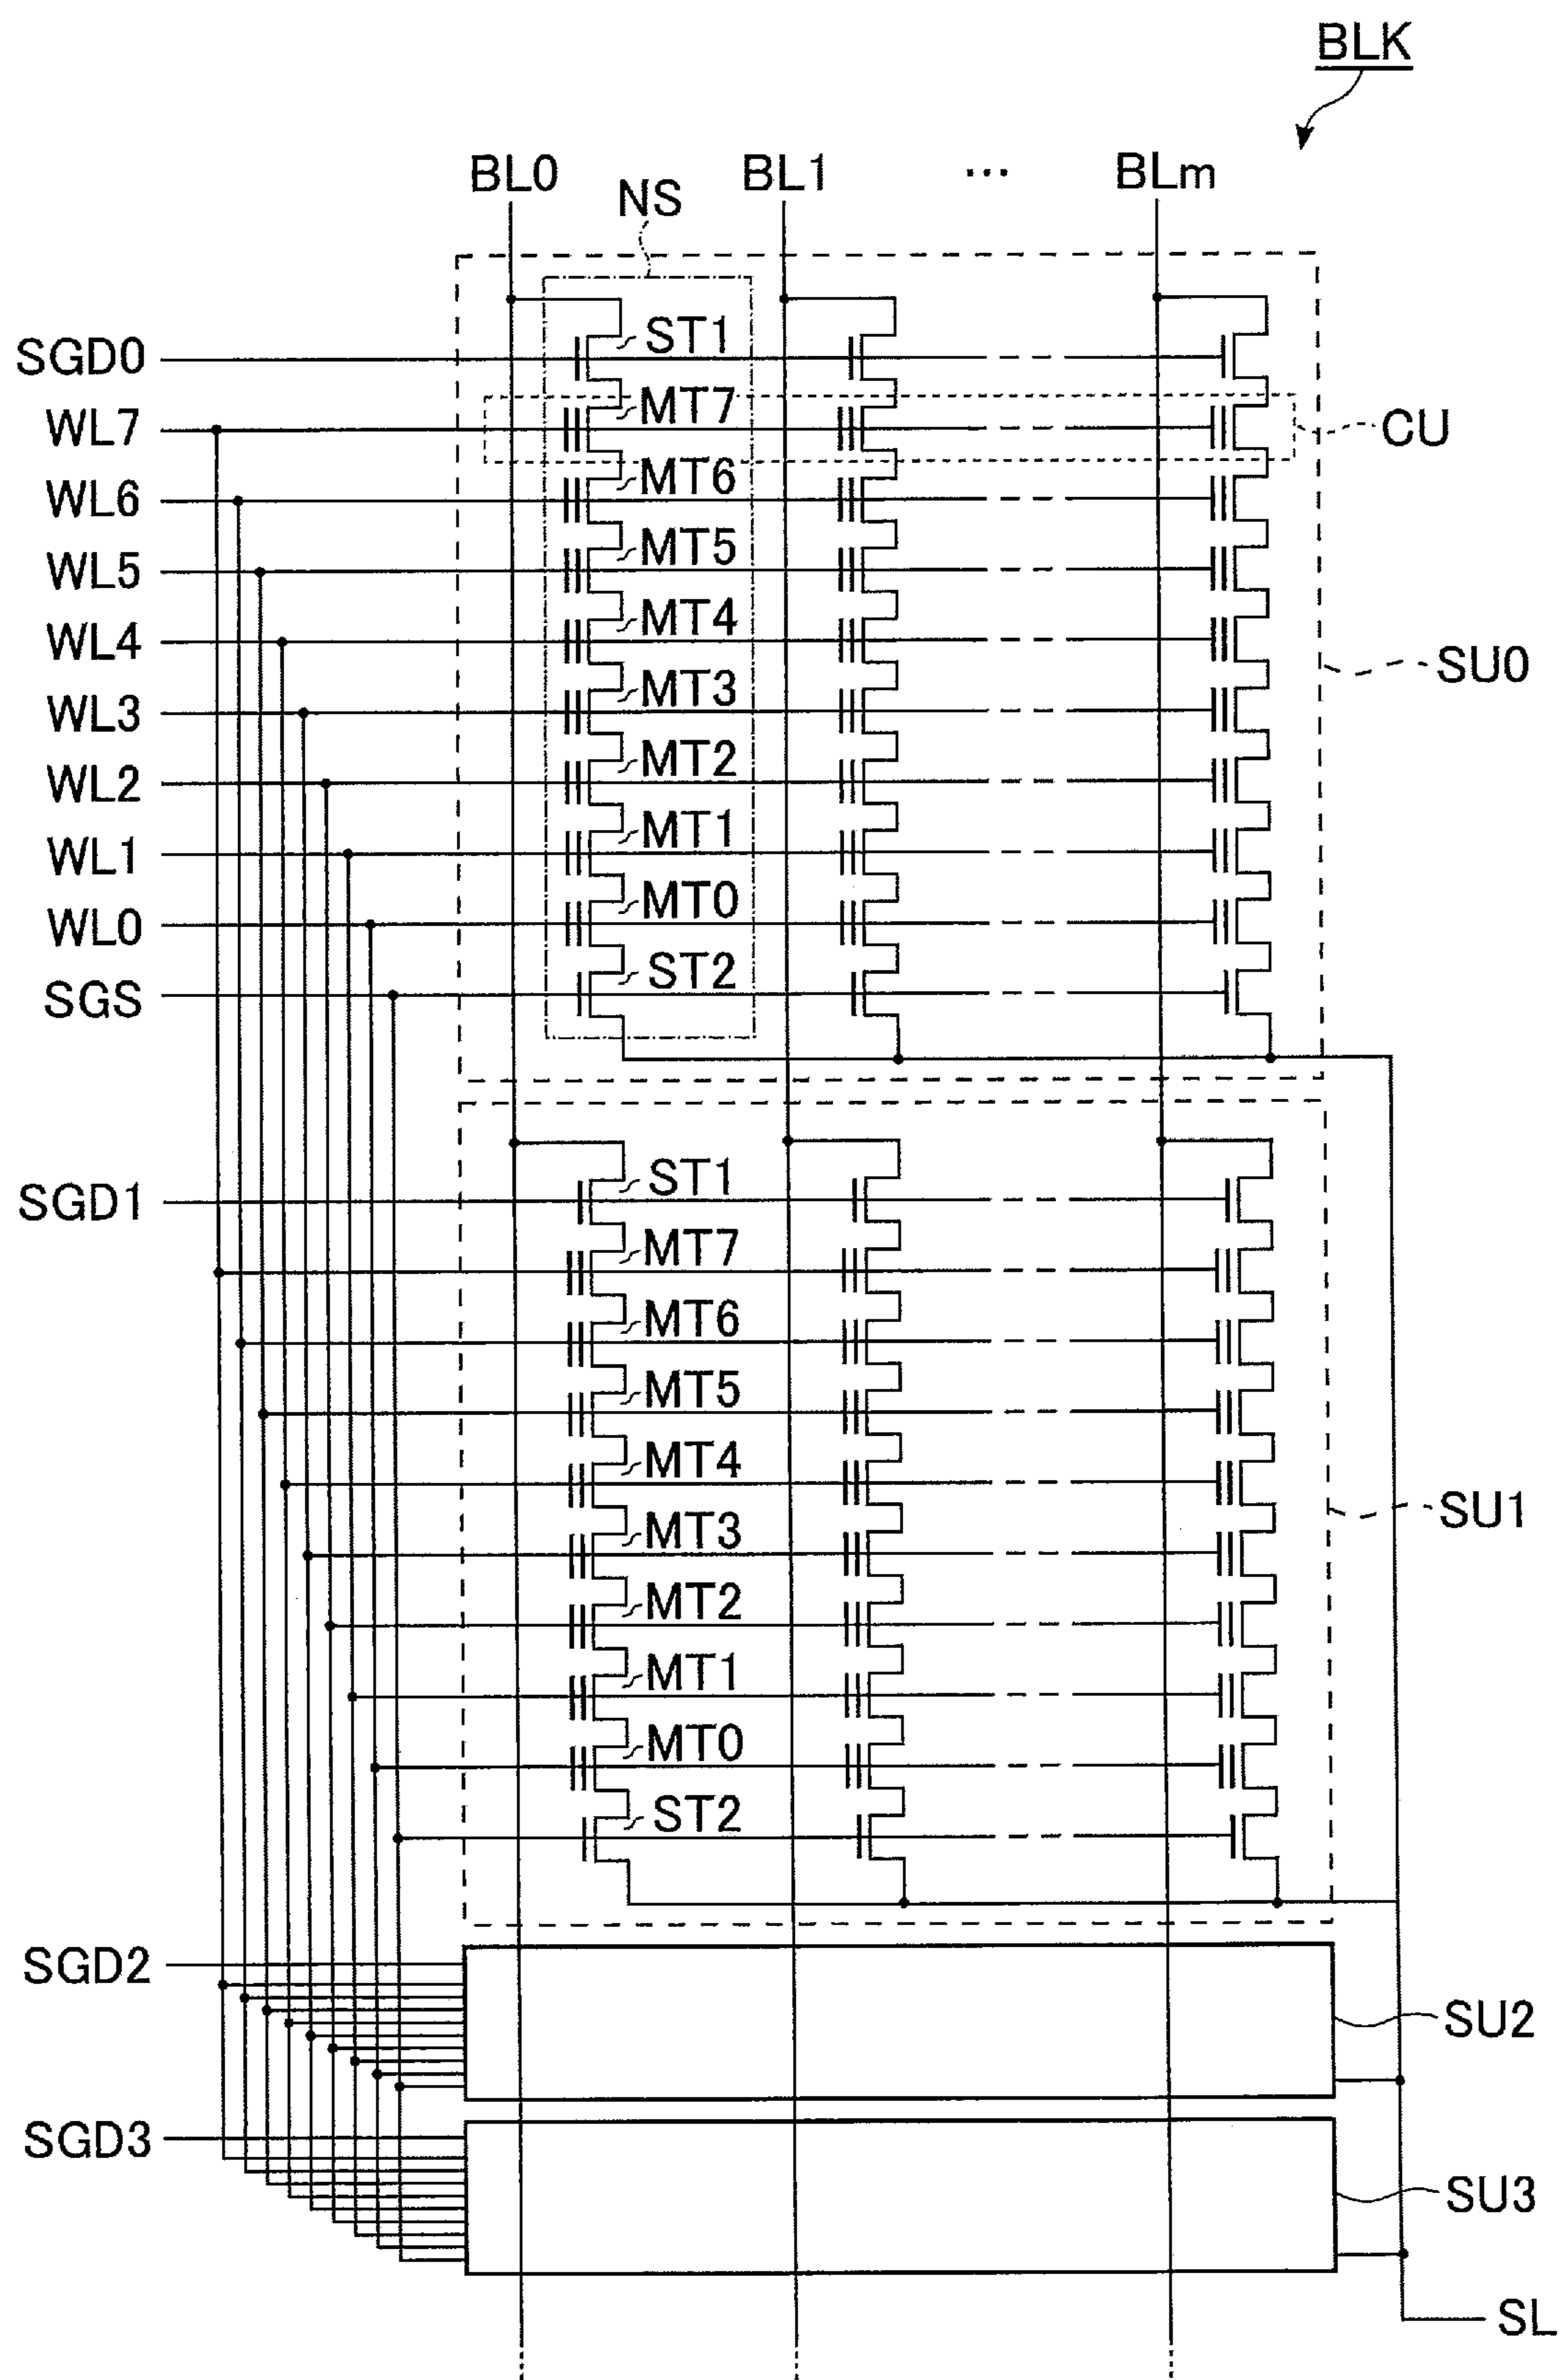 BLK
BL0 BL1 ... BLm
NS
SGD0 ST1
WL7 MT7 CU
WL6 MT6
WL5 MT5
WL4 MT4
SU0
WL3 MT3
WL2 MT2
WL1 MT1
WL0 MT0
SGS ST2
SGD1 ST1
MT7
MT6
MT5
MT4
SU1
MT3
MT2
MT1
MT0
ST2
SGD2
SU2
SGD3
SU3
SL